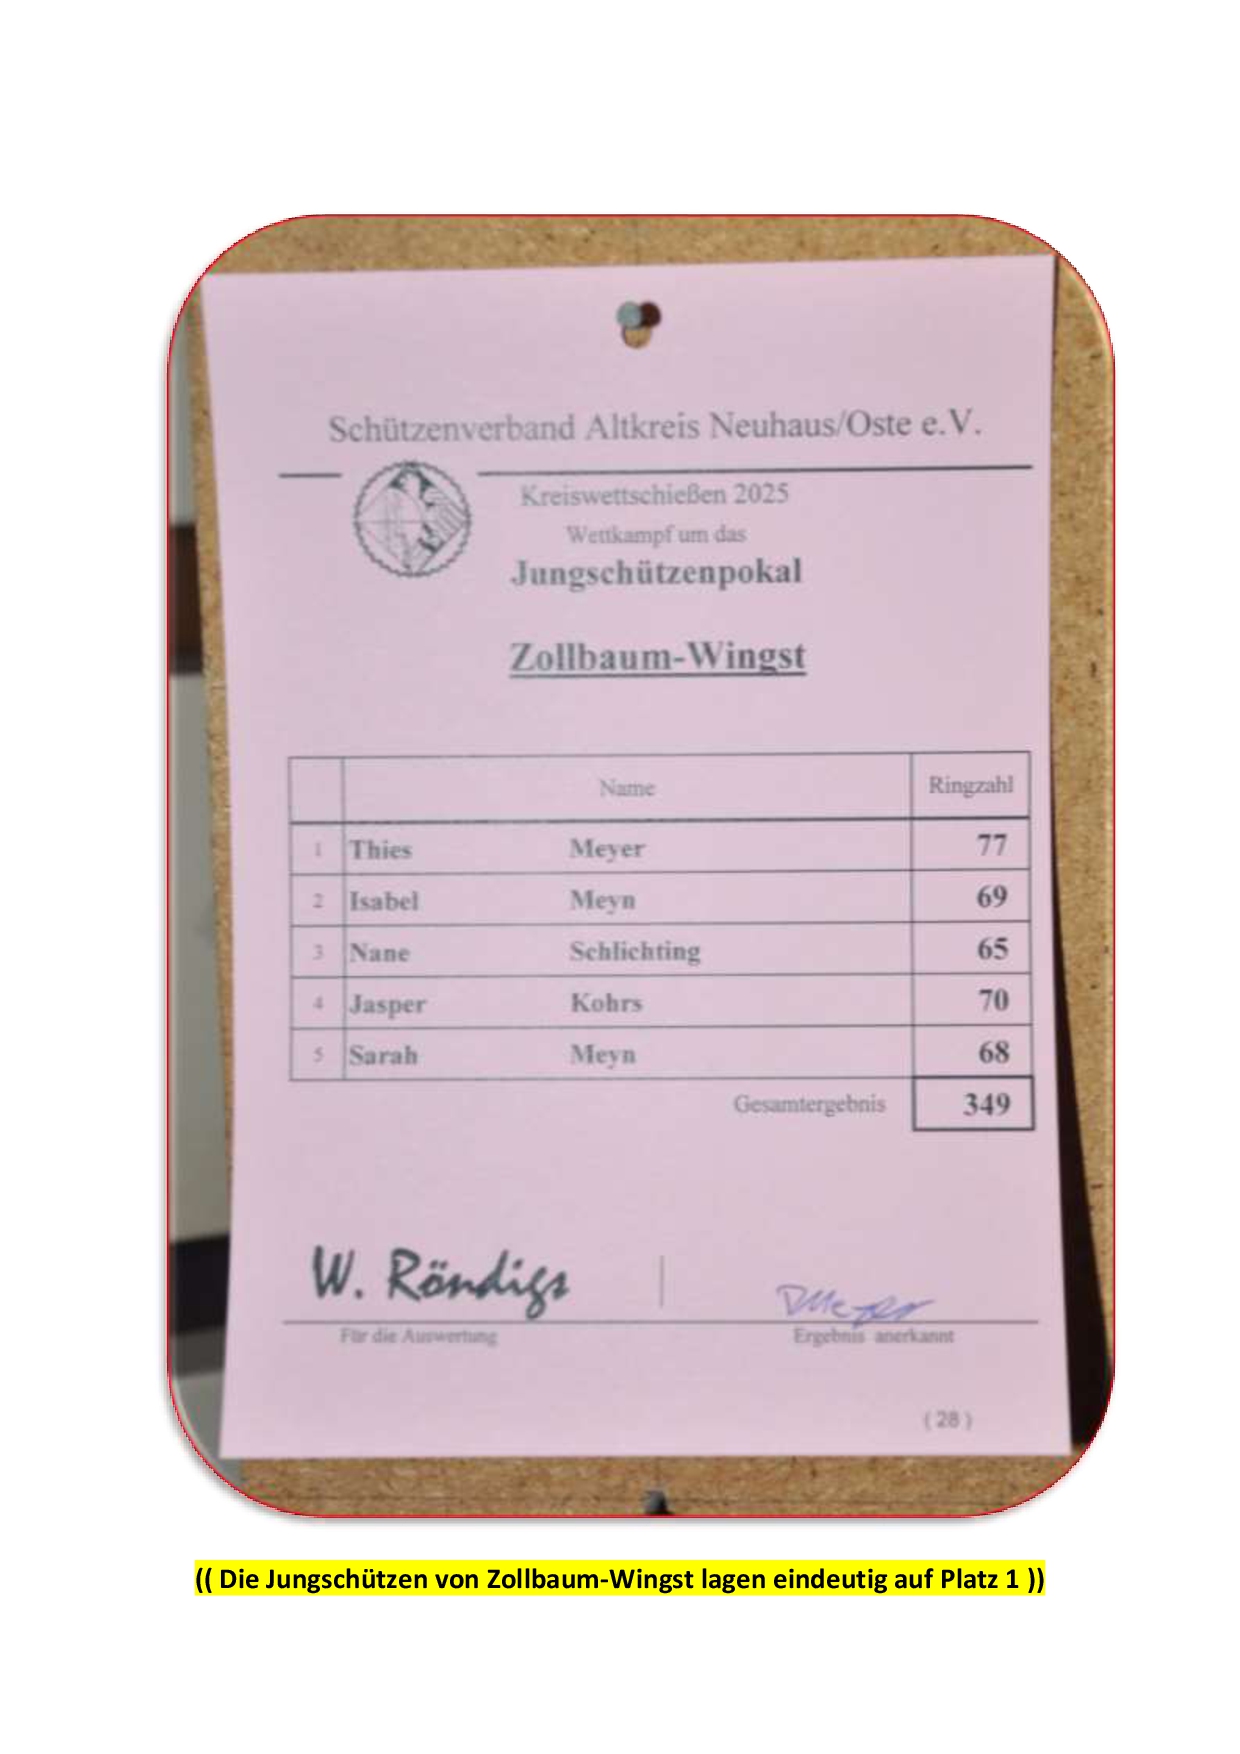 Schützenverband Altkreis Neuhaus/Oste e.V.
Kreiswettschießen 2025
Wettkampf um das
Jungschützenpokal
Zollbaum-Wingst
Name Ringzahl
1 Thies Meyer 77
2 Isabel Meyn 69
3 Nane Schlichting 65
4 Jasper Kohrs 70
5 Sarah Meyn 68
Gesamtergebnis 349
W. Röndigs
Für die Auswertung Ergebnis anerkannt
( 28 )
(( Die Jungschützen von Zollbaum-Wingst lagen eindeutig auf Platz 1 ))